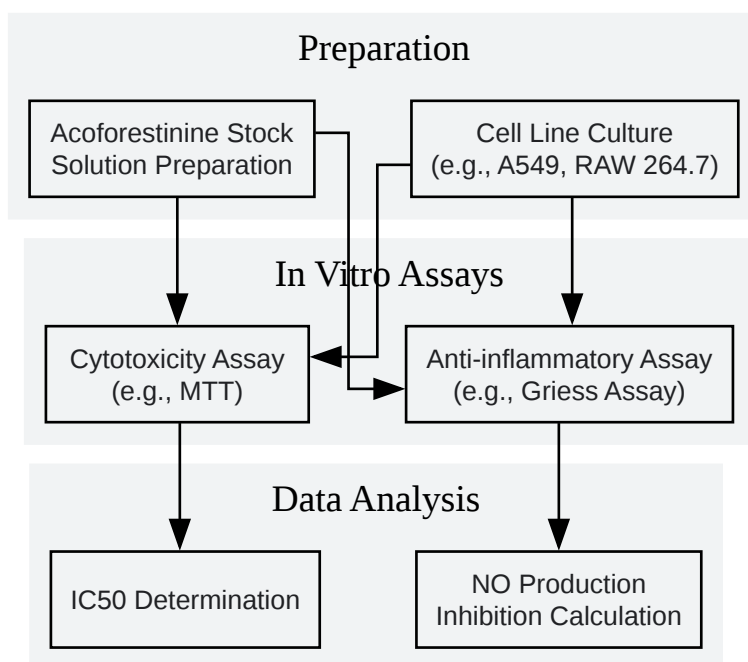 Preparation
Acoforestinine Stock
Solution Preparation
Cell Line Culture
(e.g., A549, RAW 264.7)
In Vitro Assays
Cytotoxicity Assay
(e.g., MTT)
Anti-inflammatory Assay
(e.g., Griess Assay)
Data Analysis
IC50 Determination
NO Production
Inhibition Calculation